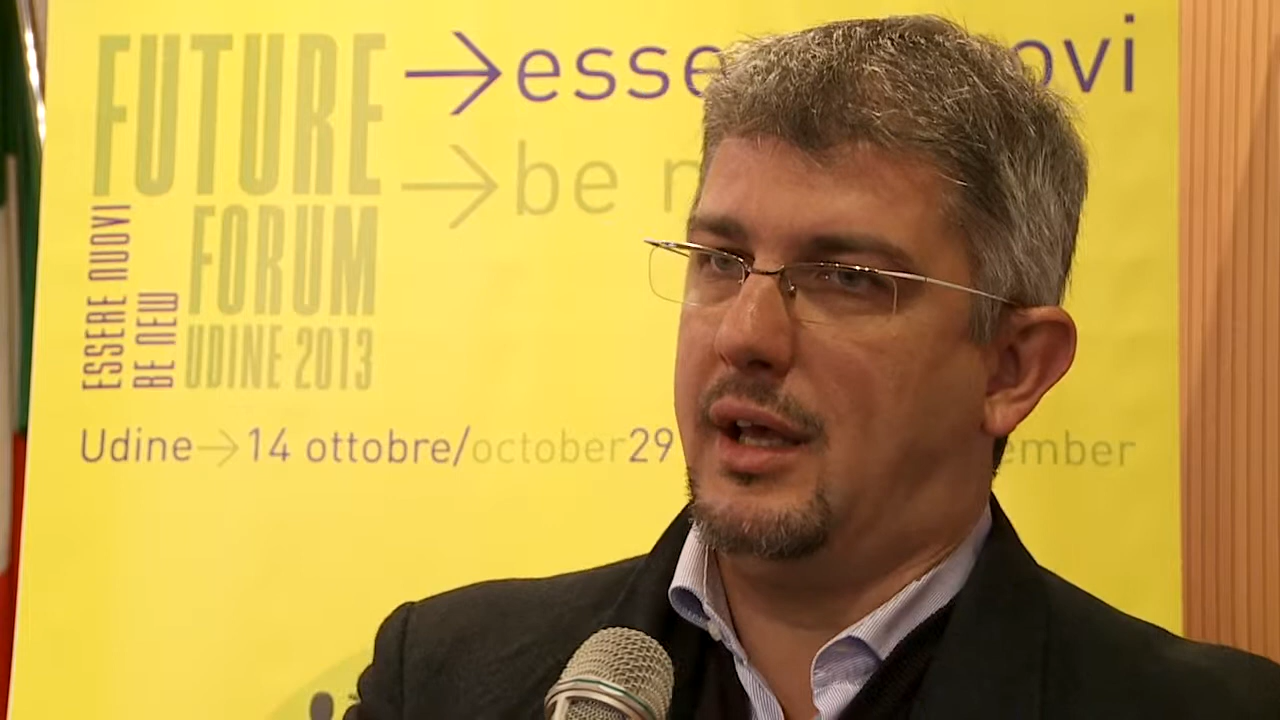 FUTURE
FORUM
UDINE 2013
ESSERE NUOVI
BE NEW
→esse ovi
→be
Udine→14 ottobre/october29 ember